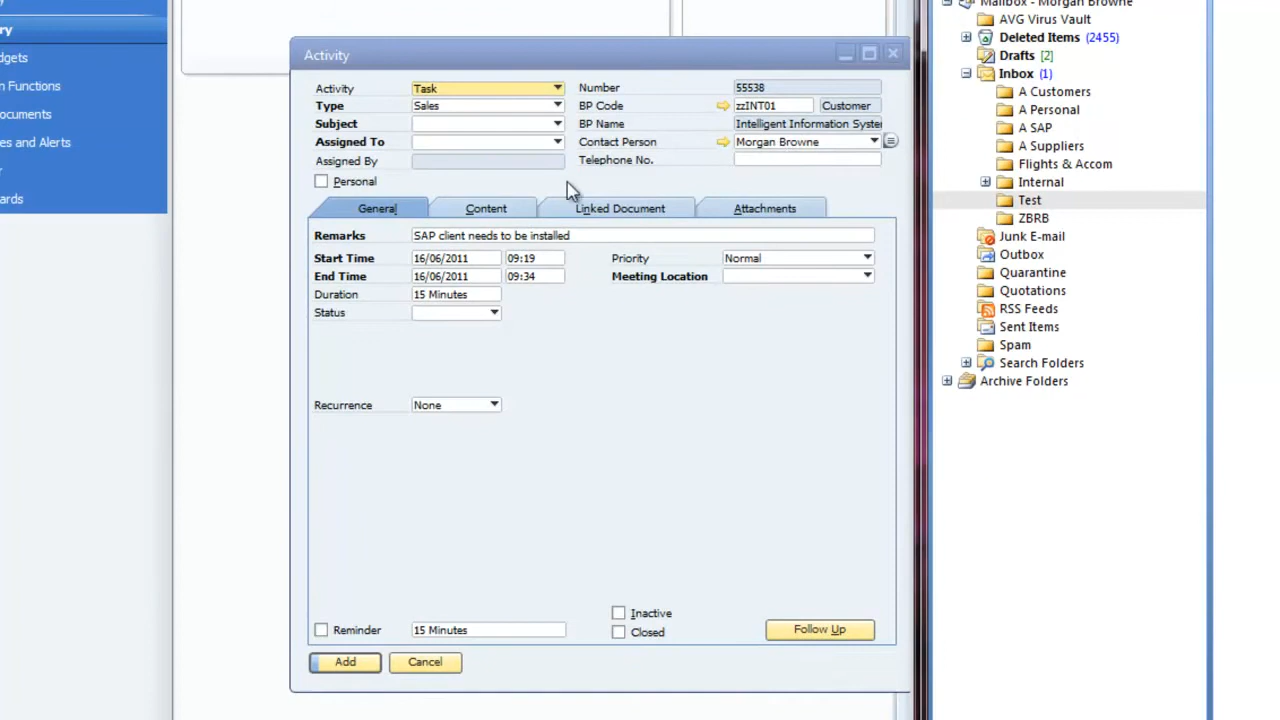 ry
dgets
n Functions
ocuments
es and Alerts
r
ards
Activity
Activity Task
Type Sales
Subject
Assigned To
Assigned By
Personal
Number 55538
BP Code zzINT01 Customer
BP Name Intelligent Information System
Contact Person Morgan Browne
Telephone No.
General Content Linked Document Attachments
Remarks SAP client needs to be installed
Start Time 16/06/2011 09:19
End Time 16/06/2011 09:34
Duration 15 Minutes
Status
Priority Normal
Meeting Location
Recurrence None
Inactive
Reminder 15 Minutes
Closed
Follow Up
Add Cancel
Mailbox - Morgan Browne
AVG Virus Vault
Deleted Items (2455)
Drafts [2]
Inbox (1)
A Customers
A Personal
A SAP
A Suppliers
Flights & Accom
Internal
Test
ZBRB
Junk E-mail
Outbox
Quarantine
Quotations
RSS Feeds
Sent Items
Spam
Search Folders
Archive Folders